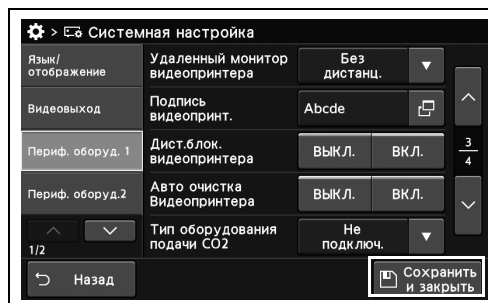 > Системная настройка
Язык/
отображение
Видеовыход
Периф. оборуд. 1
Периф. оборуд.2
1/2
Удаленный монитор
видеопринтера
Без
дистанц.
Подпись
видеопринт.
Abcde
Дист.блок.
видеопринтера
ВЫКЛ. ВКЛ.
Авто очистка
Видеопринтера
ВЫКЛ. ВКЛ.
Тип оборудования
подачи CO2
Не
подключ.
3
4
Назад
Сохранить
и закрыть